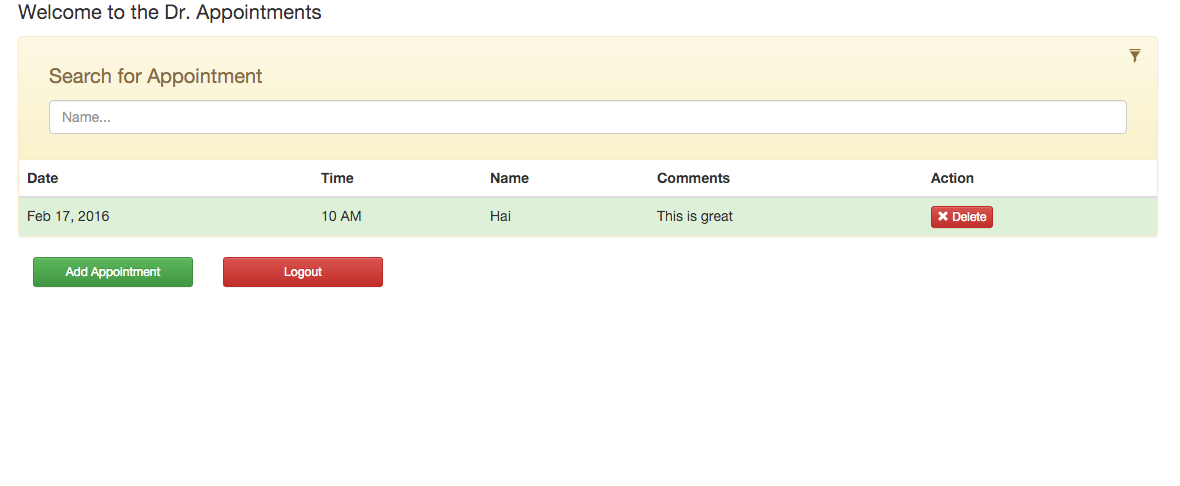 Welcome to the Dr. Appointments
Search for Appointment
Name...
Date Time Name Comments Action
Feb 17, 2016 10 AM Hai This is great Delete
Add Appointment Logout